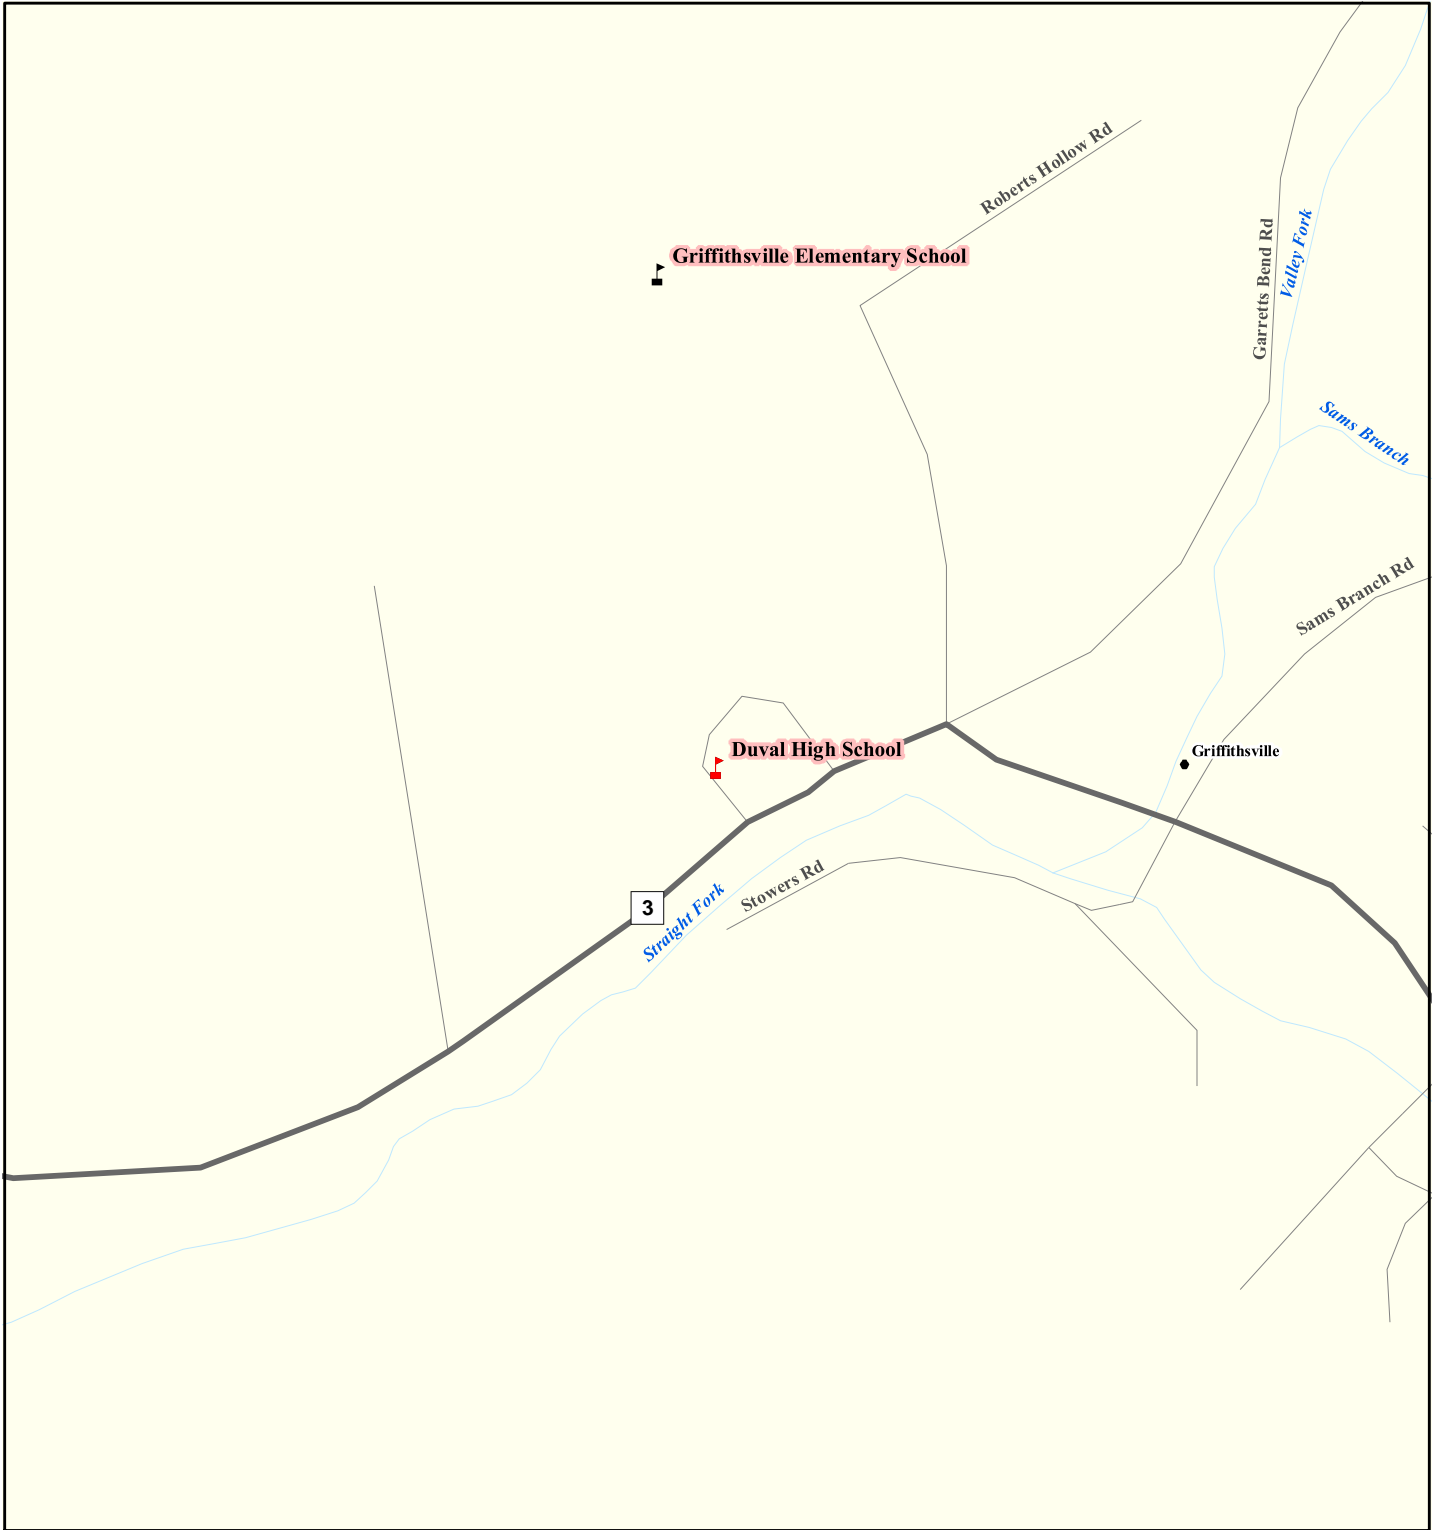 Roberts Hollow Rd
Griffithsville Elementary School
Garretts Bend Rd
Valley Fork
Sams Branch
Sams Branch Rd
Duval High School
Griffithsville
Stowers Rd
3
Straight Fork